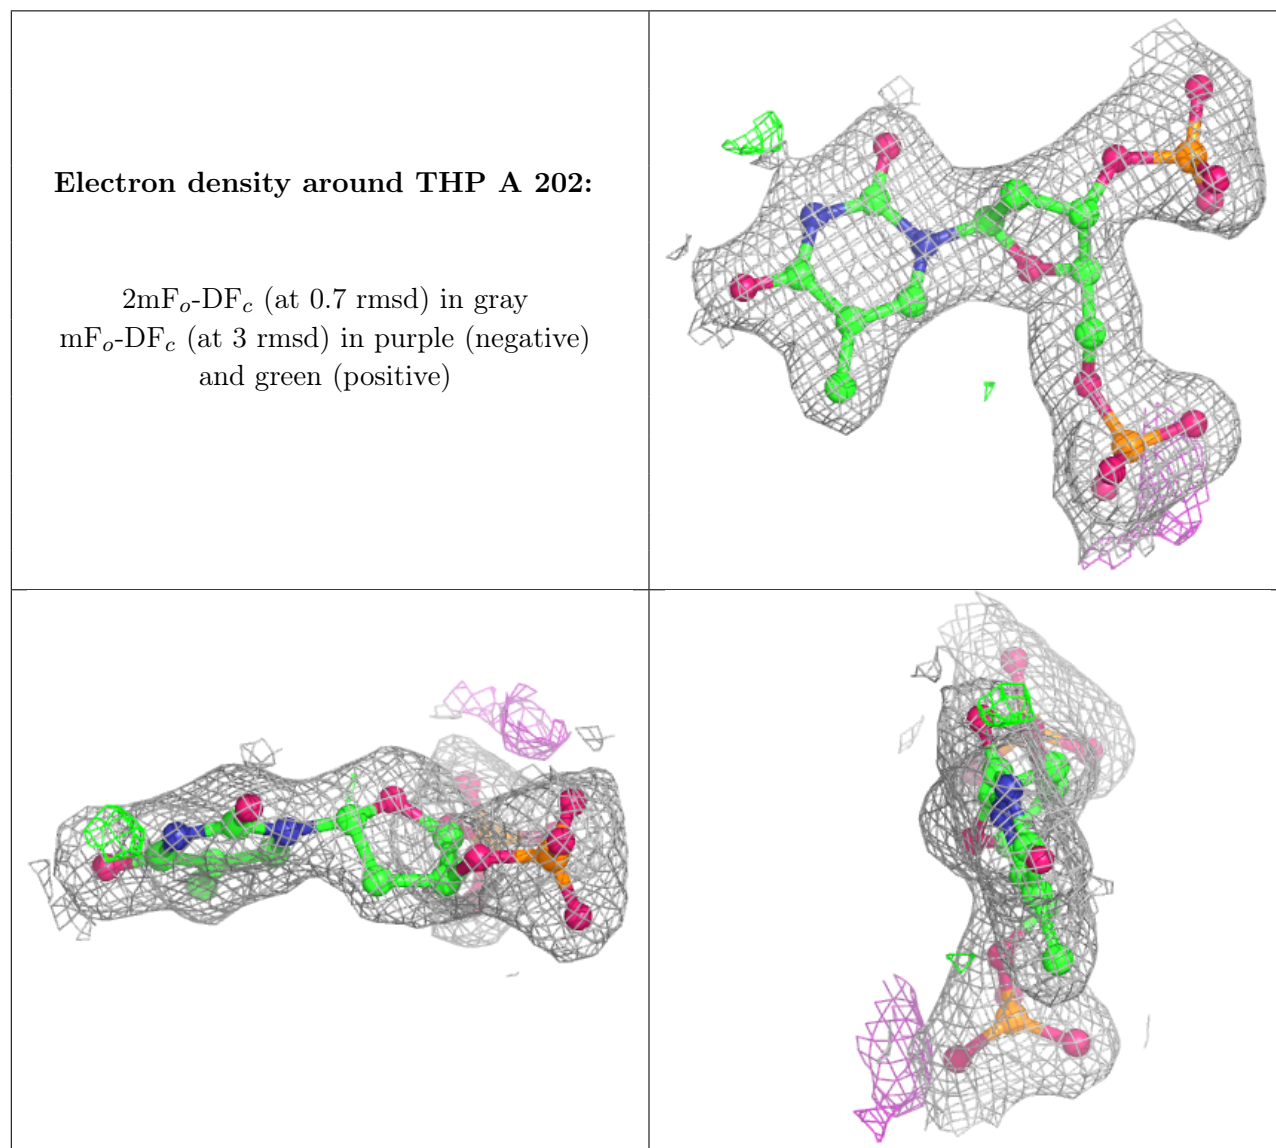 Electron density around THP A 202:
2mFo-DFc (at 0.7 rmsd) in gray
mFo-DFc (at 3 rmsd) in purple (negative)
and green (positive)